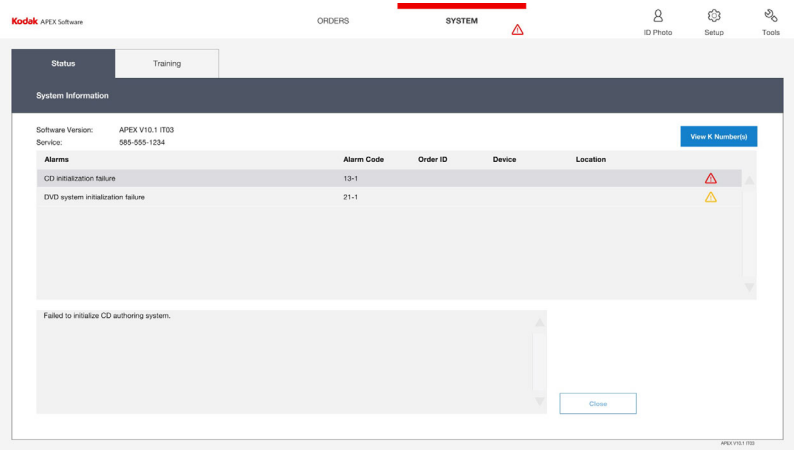 Kodak APEX Software
ORDERS
SYSTEM
ID Photo
Setup
Tools
Status
Training
System Information
Software Version: APEX V10.1 IT03
Service: 585-555-1234
View K Number(s)
Alarms Alarm Code Order ID Device Location
CD initialization failure 13-1
DVD system initialization failure 21-1
Failed to initialize CD authoring system.
Close
APEX V10.1 IT03